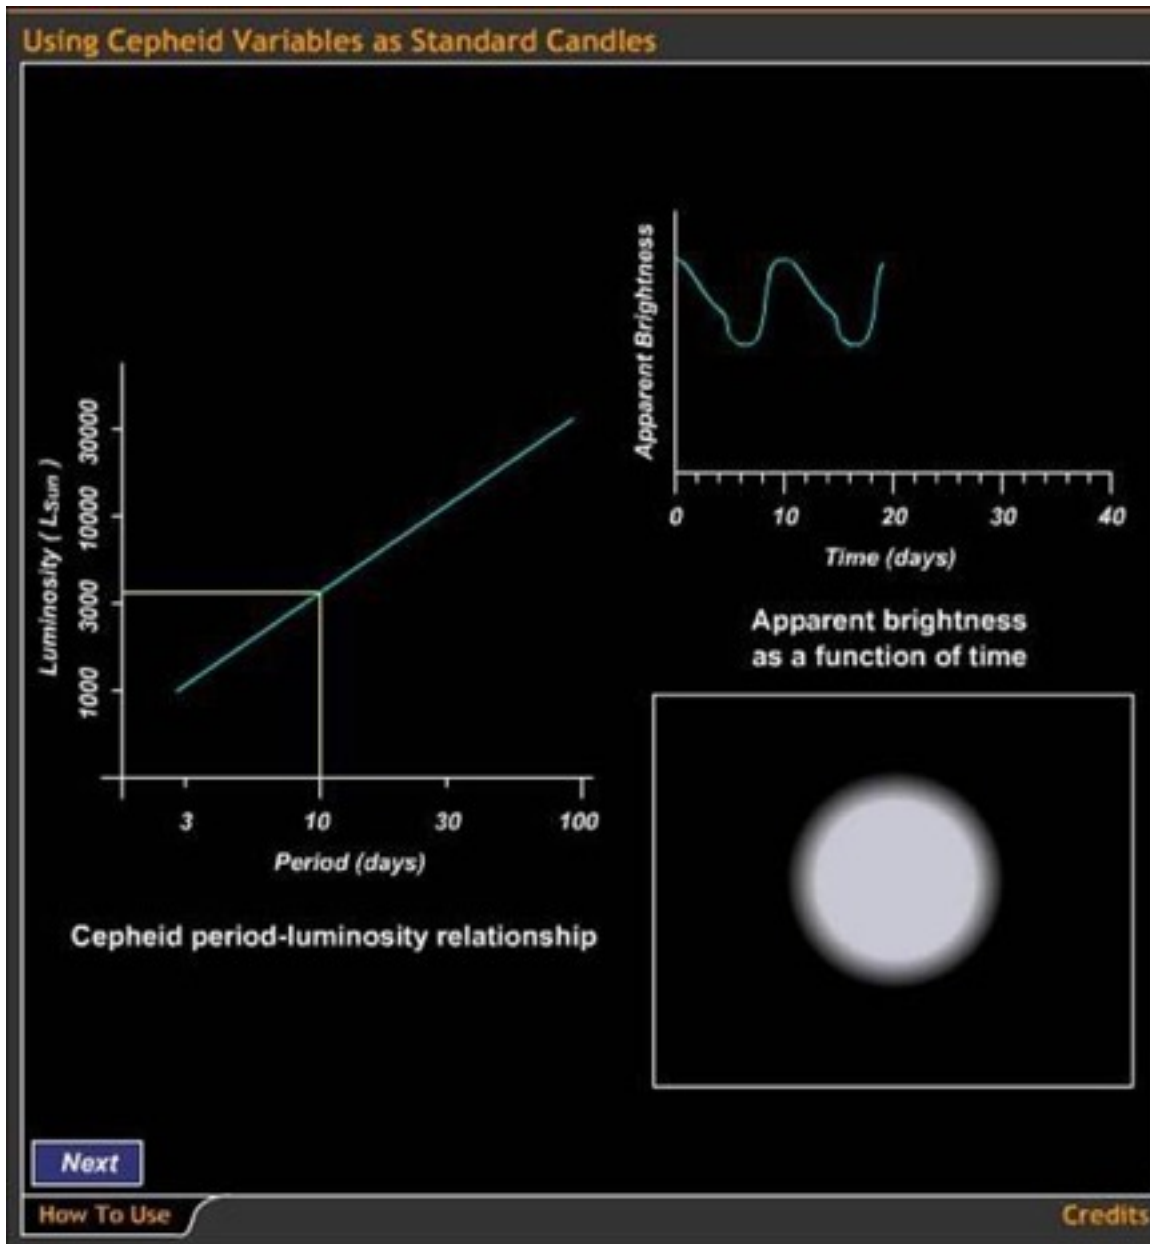 Using Cepheid Variables as Standard Candles
Apparent Brightness
0 10 20 30 40
Time (days)
Apparent brightness
as a function of time
Luminosity ( LSun )
30000
10000
3000
1000
3 10 30 100
Period (days)
Cepheid period-luminosity relationship
Next
How To Use
Credits